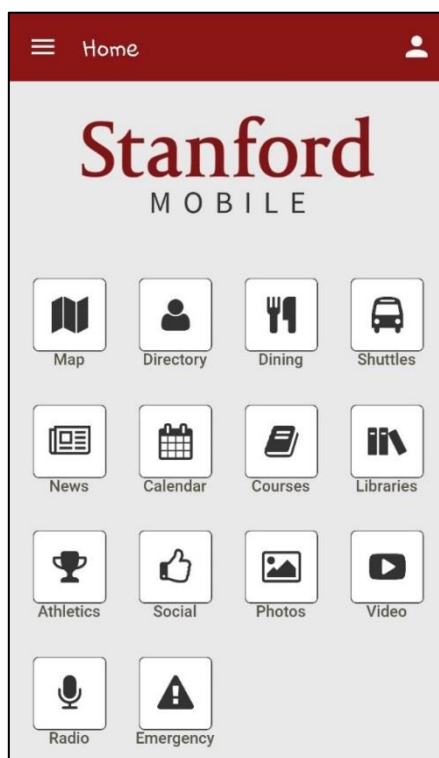 Home
Stanford
MOBILE
Map Directory Dining Shuttles
News Calendar Courses Libraries
Athletics Social Photos Video
Radio Emergency